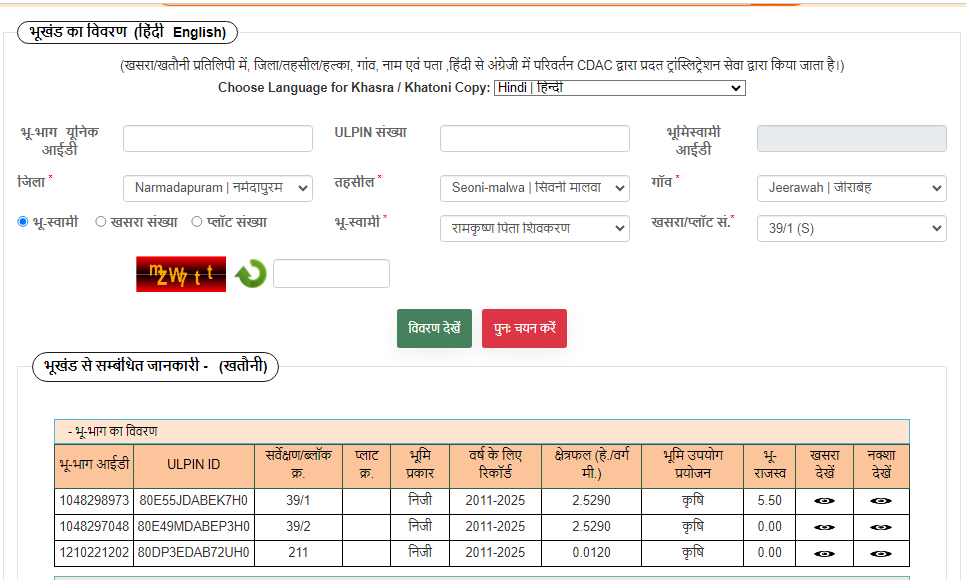 भूखंड का विवरण (हिंदी English)
(खसरा/खतौनी प्रतिलिपी में, जिला/तहसील/हल्का, गांव, नाम एवं पता ,हिंदी से अंग्रेजी में परिवर्तन CDAC द्वारा प्रदत ट्रांस्लिट्रेशन सेवा द्वारा किया जाता है।)
Choose Language for Khasra / Khatoni Copy: Hindi | हिन्दी
भू-भाग यूनिक आईडी ULPIN संख्या भूमिस्वामी आईडी
जिला * Narmadapuram | नर्मदापुरम तहसील * Seoni-malwa | सिवनी मालवा गाँव * Jeerawah | जीराबेह
भू-स्वामी खसरा संख्या प्लॉट संख्या भू-स्वामी * रामकृष्ण पिता शिवकरण खसरा/प्लॉट सं.* 39/1 (S)
विवरण देखें पुनः चयन करें
भूखंड से सम्बंधित जानकारी - (खतौनी)
- भू-भाग का विवरण
भू-भाग आईडी ULPIN ID सर्वेक्षण/ब्लॉक क्र. प्लाट क्र. भूमि प्रकार वर्ष के लिए रिकॉर्ड क्षेत्रफल (हे./वर्ग मी.) भूमि उपयोग प्रयोजन भू-राजस्व खसरा देखें नक्शा देखें
1048298973 80E55JDABEK7H0 39/1 निजी 2011-2025 2.5290 कृषि 5.50
1048297048 80E49MDABEP3H0 39/2 निजी 2011-2025 2.5290 कृषि 0.00
1210221202 80DP3EDAB72UH0 211 निजी 2011-2025 0.0120 कृषि 0.00